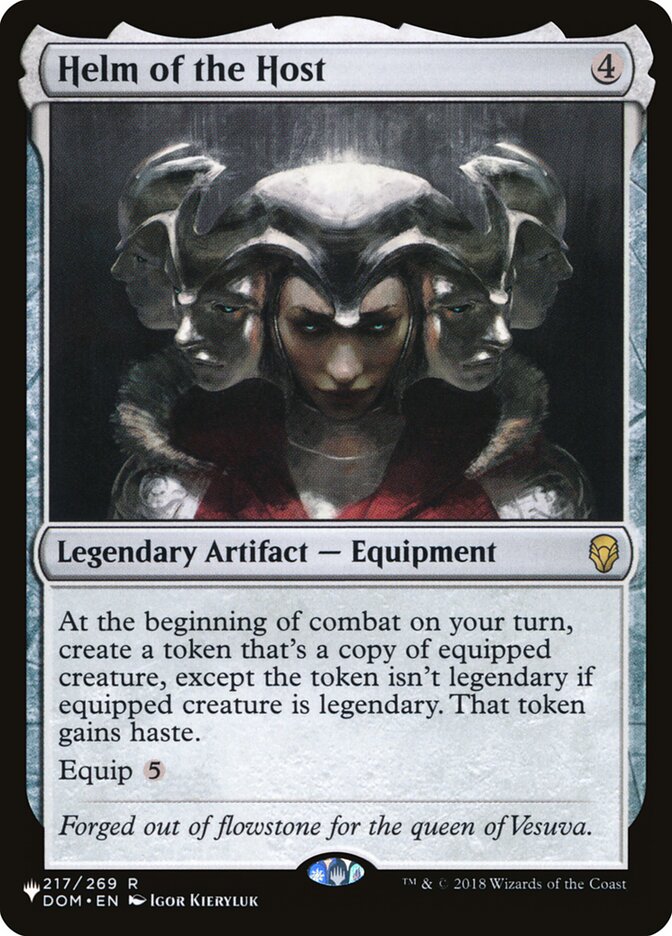 Helm of the Host 4
Legendary Artifact — Equipment
At the beginning of combat on your turn,
create a token that's a copy of equipped
creature, except the token isn't legendary if
equipped creature is legendary. That token
gains haste.
Equip 5
Forged out of flowstone for the queen of Vesuva.
217/269 R
DOM • EN Igor Kieryluk
™ & © 2018 Wizards of the Coast